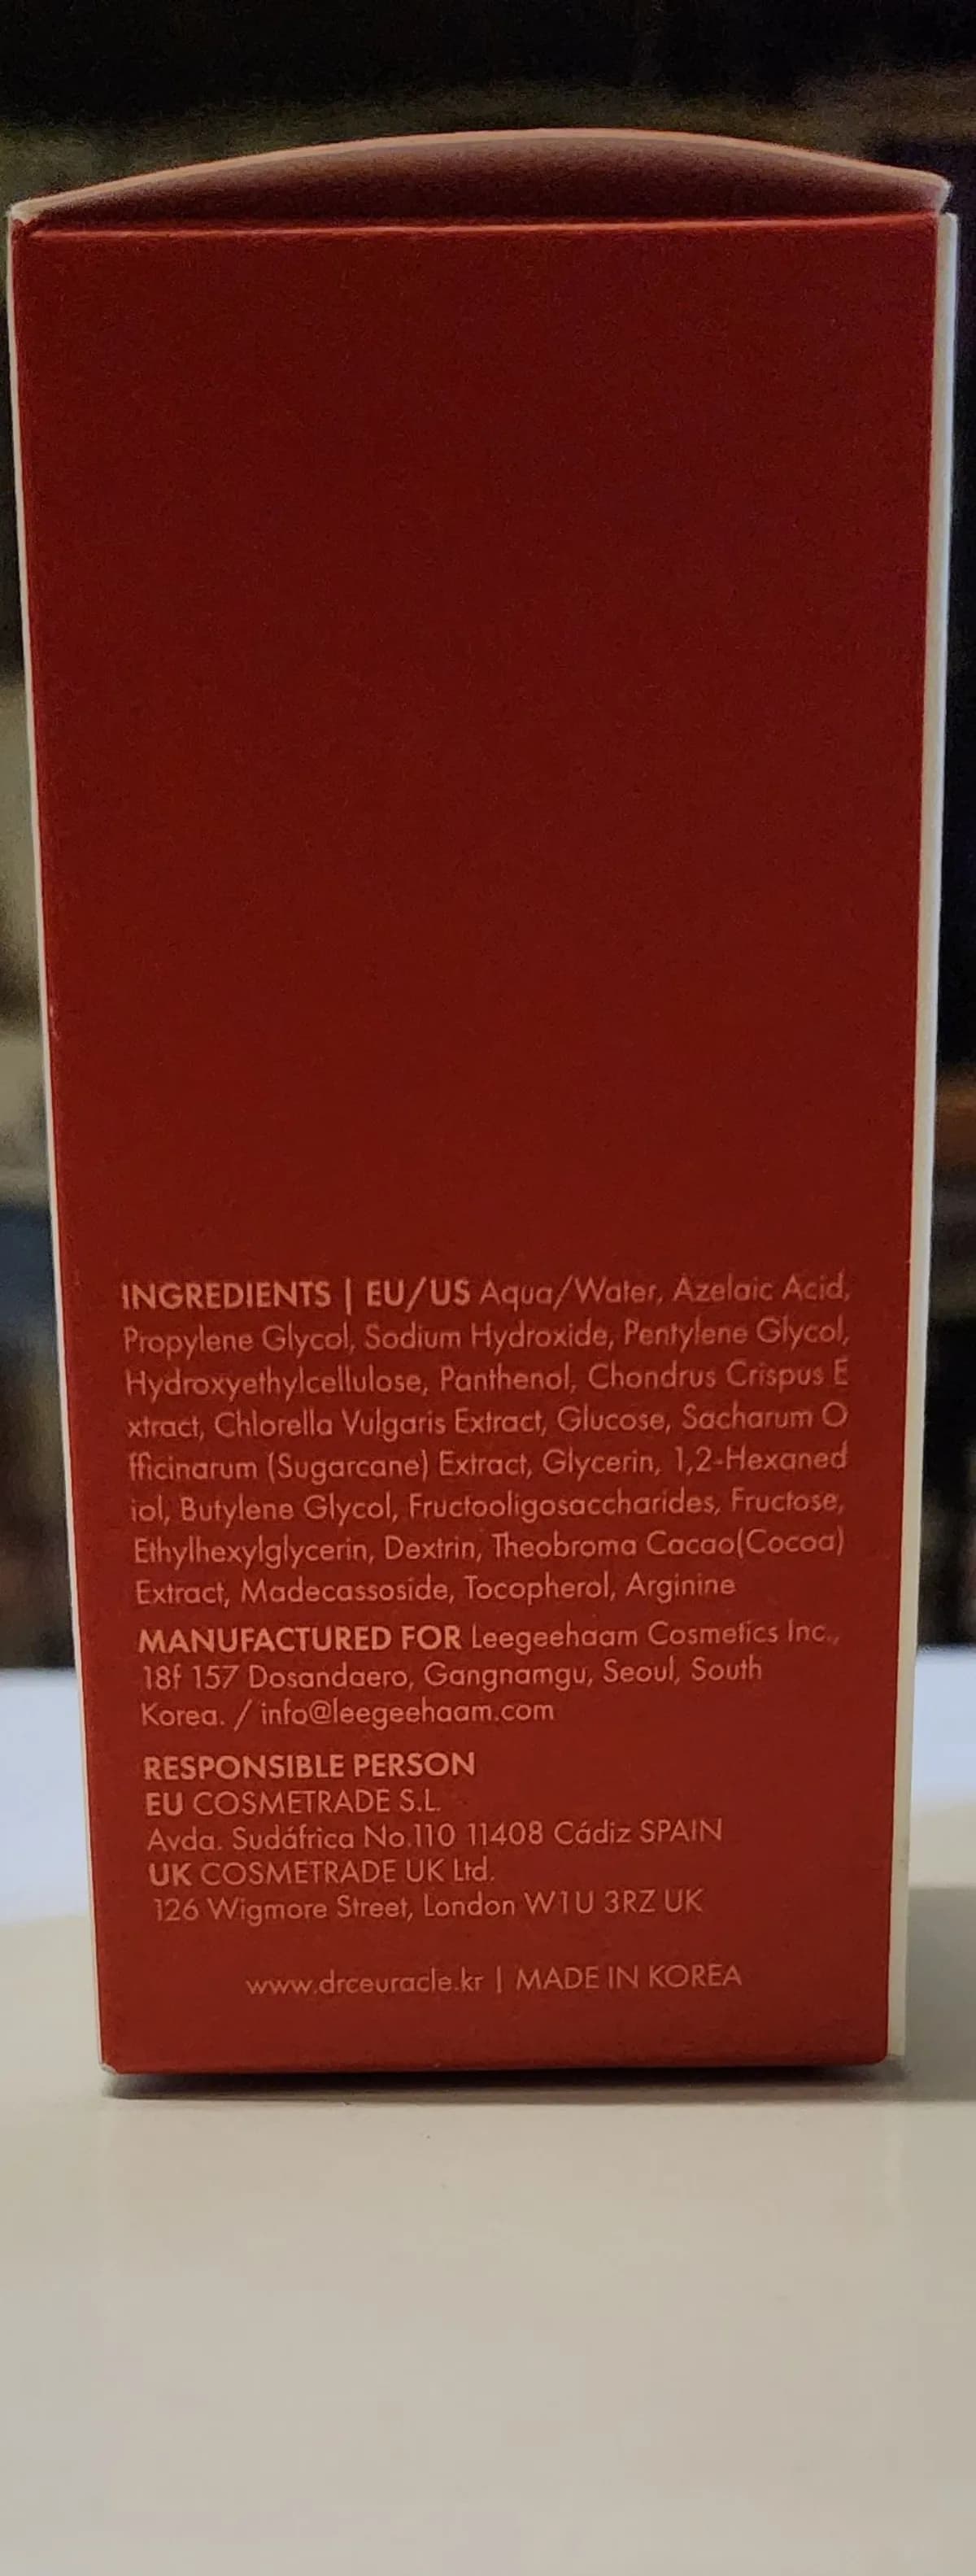 INGREDIENTS | EU/US Aqua/Water, Azelaic Acid,
Propylene Glycol, Sodium Hydroxide, Pentylene Glycol,
Hydroxyethylcellulose, Panthenol, Chondrus Crispus E
xtract, Chlorella Vulgaris Extract, Glucose, Sacharum O
fficinarum (Sugarcane) Extract, Glycerin, 1,2-Hexaned
iol, Butylene Glycol, Fructooligosaccharides, Fructose,
Ethylhexylglycerin, Dextrin, Theobroma Cacao(Cocoa)
Extract, Madecassoside, Tocopherol, Arginine
MANUFACTURED FOR Leegeehaam Cosmetics Inc.,
18f 157 Dosandaero, Gangnamgu, Seoul, South
Korea. / info@leegeehaam.com
RESPONSIBLE PERSON
EU COSMETRADE S.L.
Avda. Sudáfrica No.110 11408 Cádiz SPAIN
UK COSMETRADE UK Ltd.
126 Wigmore Street, London W1U 3RZ UK
www.drceuracle.kr | MADE IN KOREA